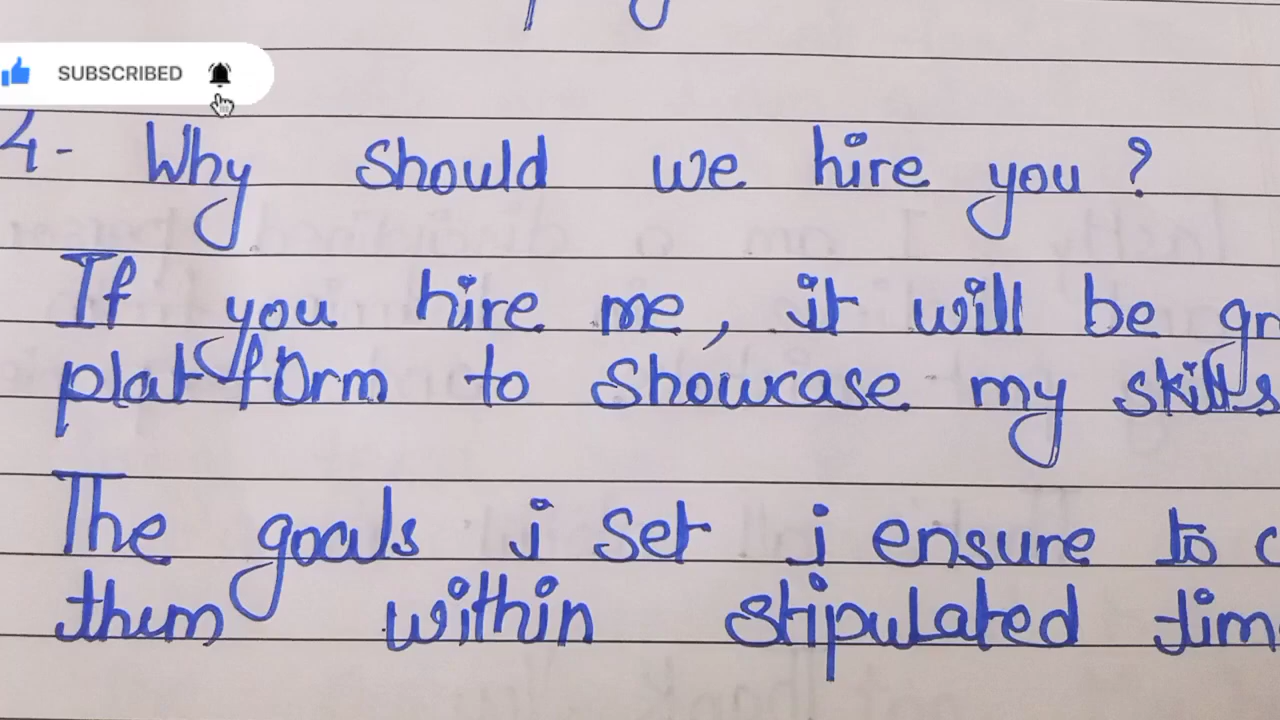 SUBSCRIBED
4- Why should we hire you?
If you hire me, it will be
platform to showcase my skills
The goals i set i ensure to
them within stipulated